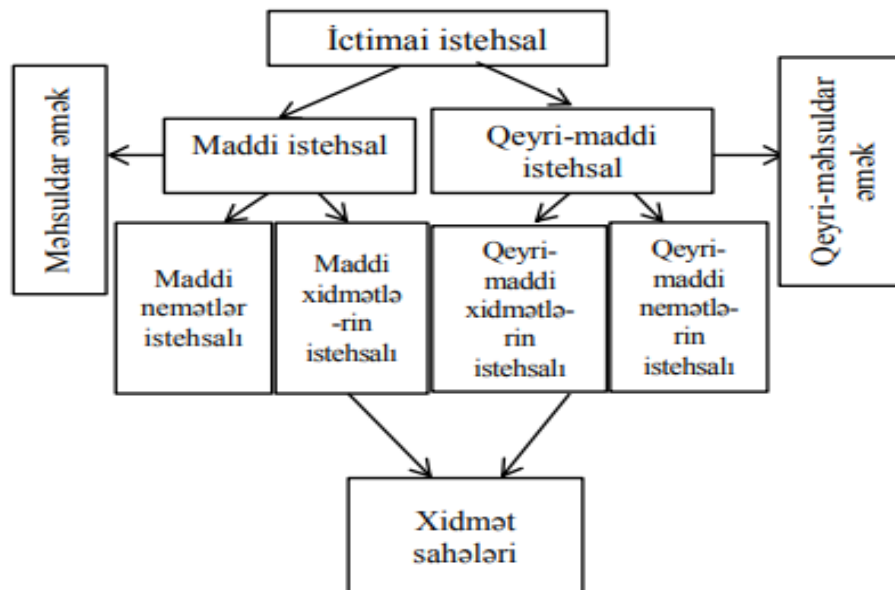 İctimai istehsal
Məhsuldar əmək
Maddi istehsal
Qeyri-maddi
istehsal
Qeyri-məhsuldar
əmək
Maddi
nemətlər
istehsalı
Maddi
xidmətlə
-rin
istehsalı
Qeyri-
maddi
xidmətlə-
rin
istehsalı
Qeyri-
maddi
nemətlə-
rin
istehsalı
Xidmət
sahələri